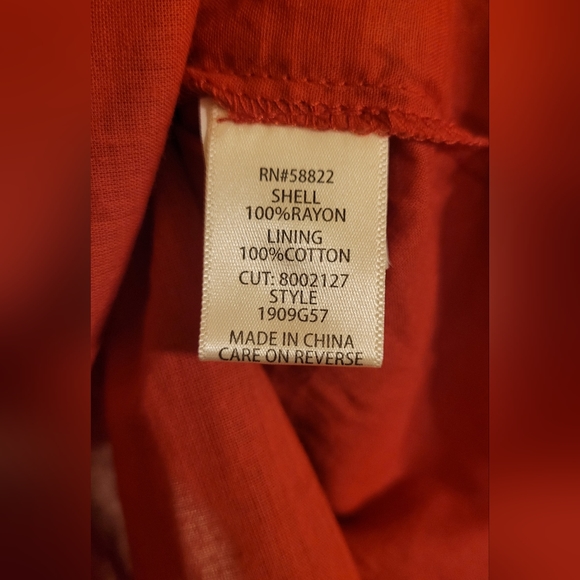 RN#58822
SHELL
100%RAYON
LINING
100%COTTON
CUT: 8002127
STYLE
1909G57
MADE IN CHINA
CARE ON REVERSE